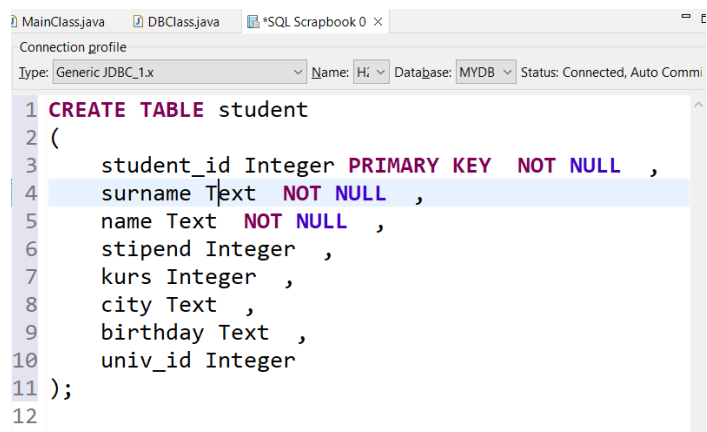 MainClass.java DBClass.java *SQL Scrapbook 0
Connection profile
Type: Generic JDBC_1.x Name: Database: MYDB Status: Connected, Auto Commi
1 CREATE TABLE student
2 (
3 student_id Integer PRIMARY KEY NOT NULL ,
4 surname Text NOT NULL ,
5 name Text NOT NULL ,
6 stipend Integer ,
7 kurs Integer ,
8 city Text ,
9 birthday Text ,
10 univ_id Integer
11 );
12